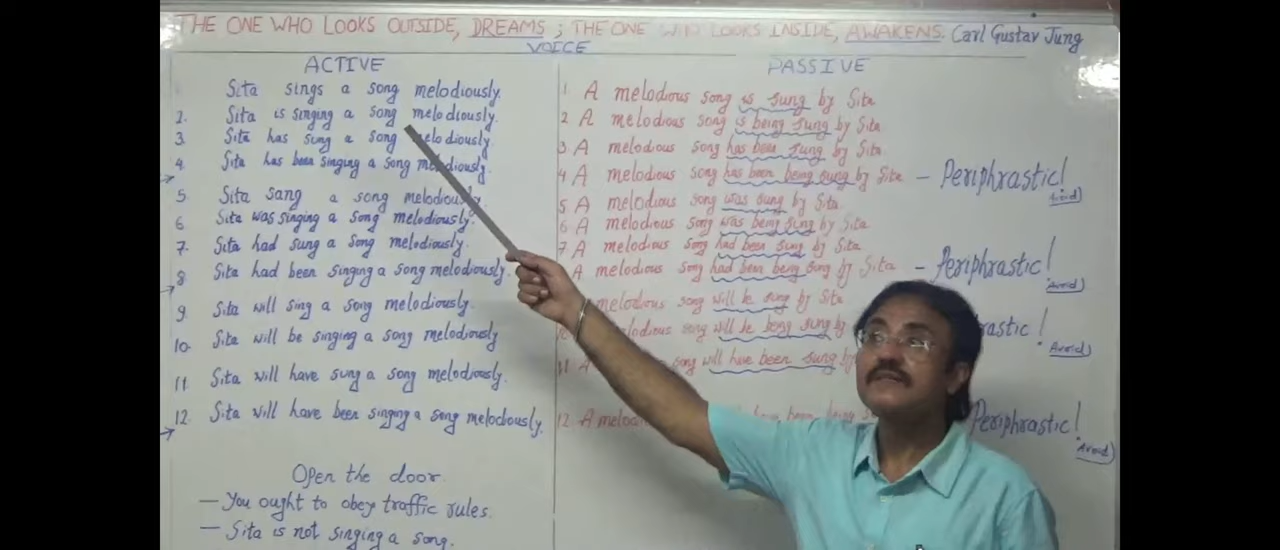 THE ONE WHO LOOKS OUTSIDE, DREAMS ; THE ONE WHO LOOKS INSIDE, AWAKENS. Carl Gustav Jung
VOICE
ACTIVE
Sita sings a song melodiously.
2. Sita is singing a song melodiously.
3 Sita has sung a song melodiously.
4. Sita has been singing a song melodiously.
5. Sita sang a song melodiously.
6 Sita was singing a song melodiously.
7. Sita had sung a song melodiously.
8 Sita had been singing a song melodiously.
9. Sita will sing a song melodiously.
10. Sita will be singing a song melodiously
11. Sita will have sung a song melodiously.
12. Sita will have been singing a song melodiously.
Open the door.
— You ought to obey traffic rules.
— Sita is not singing a song.
PASSIVE
1. A melodious song is sung by Sita
2 A melodious song is being sung by Sita
3. A melodious song has been sung by Sita
4 A melodious song has been being sung by Sita — Periphrastic! Avoid
5 A melodious song was sung by Sita
6 A melodious song was being sung by Sita
7 A melodious song had been sung by Sita
A melodious song had been being sung by Sita — Periphrastic! Avoid
melodious song will be sung by Sita
10 melodious song will be being sung by rastic! Avoid
11 A song will have been sung by
12. A have been being Periphrastic! Avoid